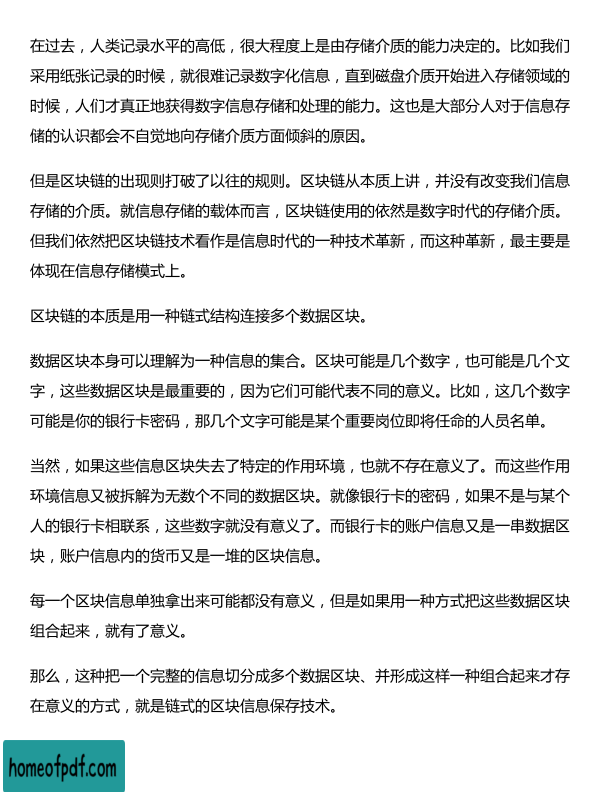 在过去，人类记录水平的高低，很大程度上是由存储介质的能力决定的。比如我们
采用纸张记录的时候，就很难记录数字化信息，直到磁盘介质开始进入存储领域的
时候，人们才真正地获得数字信息存储和处理的能力。这也是大部分人对于信息存
储的认识都会不自觉地向存储介质方面倾斜的原因。
但是区块链的出现则打破了以往的规则。区块链从本质上讲，并没有改变我们信息
存储的介质。就信息存储的载体而言，区块链使用的依然是数字时代的存储介质。
但我们依然把区块链技术看作是信息时代的一种技术革新，而这种革新，最主要是
体现在信息存储模式上。
区块链的本质是用一种链式结构连接多个数据区块。
数据区块本身可以理解为一种信息的集合。区块可能是几个数字，也可能是几个文
字，这些数据区块是最重要的，因为它们可能代表不同的意义。比如，这几个数字
可能是你的银行卡密码，那几个文字可能是某个重要岗位即将任命的人员名单。
当然，如果这些信息区块失去了特定的作用环境，也就不存在意义了。而这些作用
环境信息又被拆解为无数个不同的数据区块。就像银行卡的密码，如果不是与某个
人的银行卡相联系，这些数字就没有意义了。而银行卡的账户信息又是一串数据区
块，账户信息内的货币又是一堆的区块信息。
每一个区块信息单独拿出来可能都没有意义，但是如果用一种方式把这些数据区块
组合起来，就有了意义。
那么，这种把一个完整的信息切分成多个数据区块、并形成这样一种组合起来才存
在意义的方式，就是链式的区块信息保存技术。
homeofpdf.com